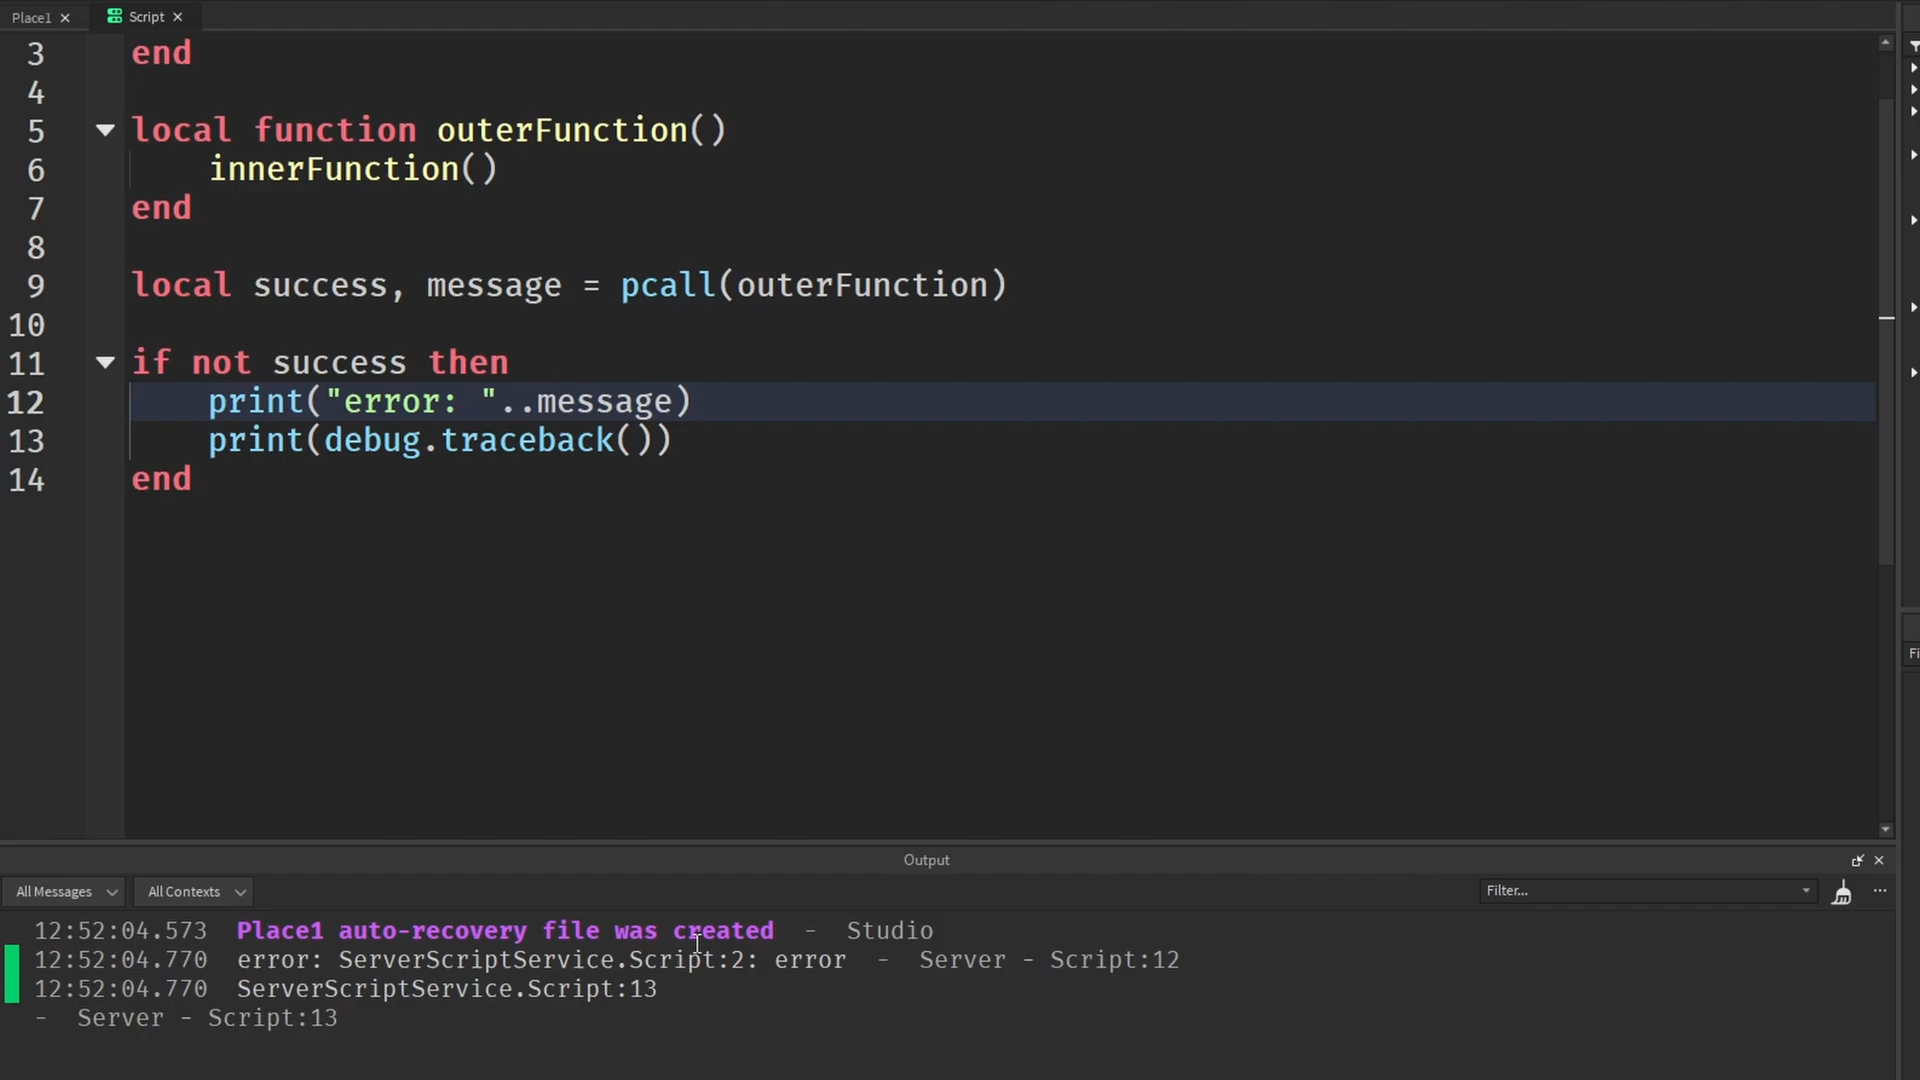 Place1
Script
3 end
4
5 local function outerFunction()
6 innerFunction()
7 end
8
9 local success, message = pcall(outerFunction)
10
11 if not success then
12 print("error: "..message)
13 print(debug.traceback())
14 end
Fi
Output
All Messages All Contexts Filter...
12:52:04.573 Place1 auto-recovery file was created - Studio
12:52:04.770 error: ServerScriptService.Script:2: error - Server - Script:12
12:52:04.770 ServerScriptService.Script:13
- Server - Script:13